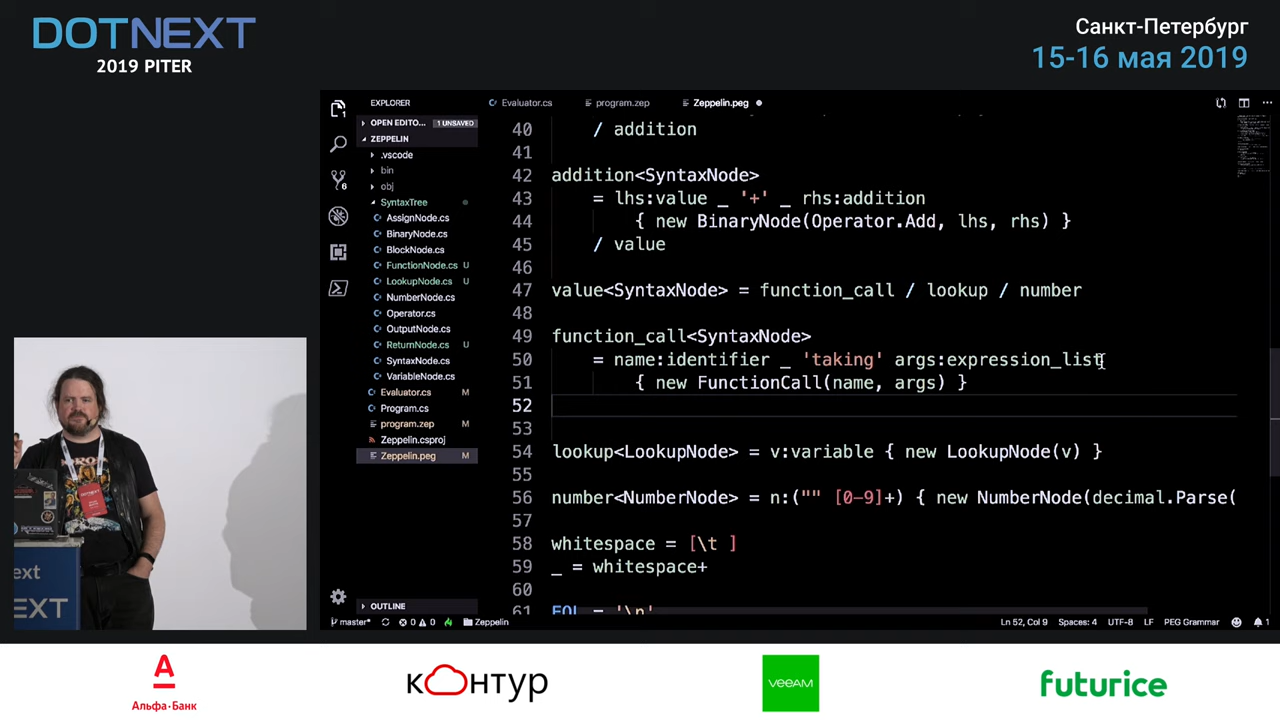 DOTNEXT
2019 PITER
Санкт-Петербург
15-16 мая 2019
EXPLORER
OPEN EDITO... 1 UNSAVED
ZEPPELIN
.vscode
bin
obj
SyntaxTree
AssignNode.cs
BinaryNode.cs
BlockNode.cs
FunctionNode.cs U
LookupNode.cs U
NumberNode.cs
Operator.cs
OutputNode.cs
ReturnNode.cs U
SyntaxNode.cs
VariableNode.cs
Evaluator.cs M
Program.cs
program.zep M
Zeppelin.csproj
Zeppelin.peg M
OUTLINE
Evaluator.cs program.zep Zeppelin.peg
40 / addition
41
42 addition<SyntaxNode>
43 = lhs:value _ '+' _ rhs:addition
44 { new BinaryNode(Operator.Add, lhs, rhs) }
45 / value
46
47 value<SyntaxNode> = function_call / lookup / number
48
49 function_call<SyntaxNode>
50 = name:identifier _ 'taking' args:expression_list
51 { new FunctionCall(name, args) }
52
53
54 lookup<LookupNode> = v:variable { new LookupNode(v) }
55
56 number<NumberNode> = n:("" [0-9]+) { new NumberNode(decimal.Parse(
57
58 whitespace = [\t ]
59 _ = whitespace+
60
61 EOL = '\n'
master* 0 0 Zeppelin Ln 52, Col 9 Spaces: 4 UTF-8 LF PEG Grammar 1
DOTNEXT
ext
EXT
Альфа·Банк
контур
veeAM
futurice